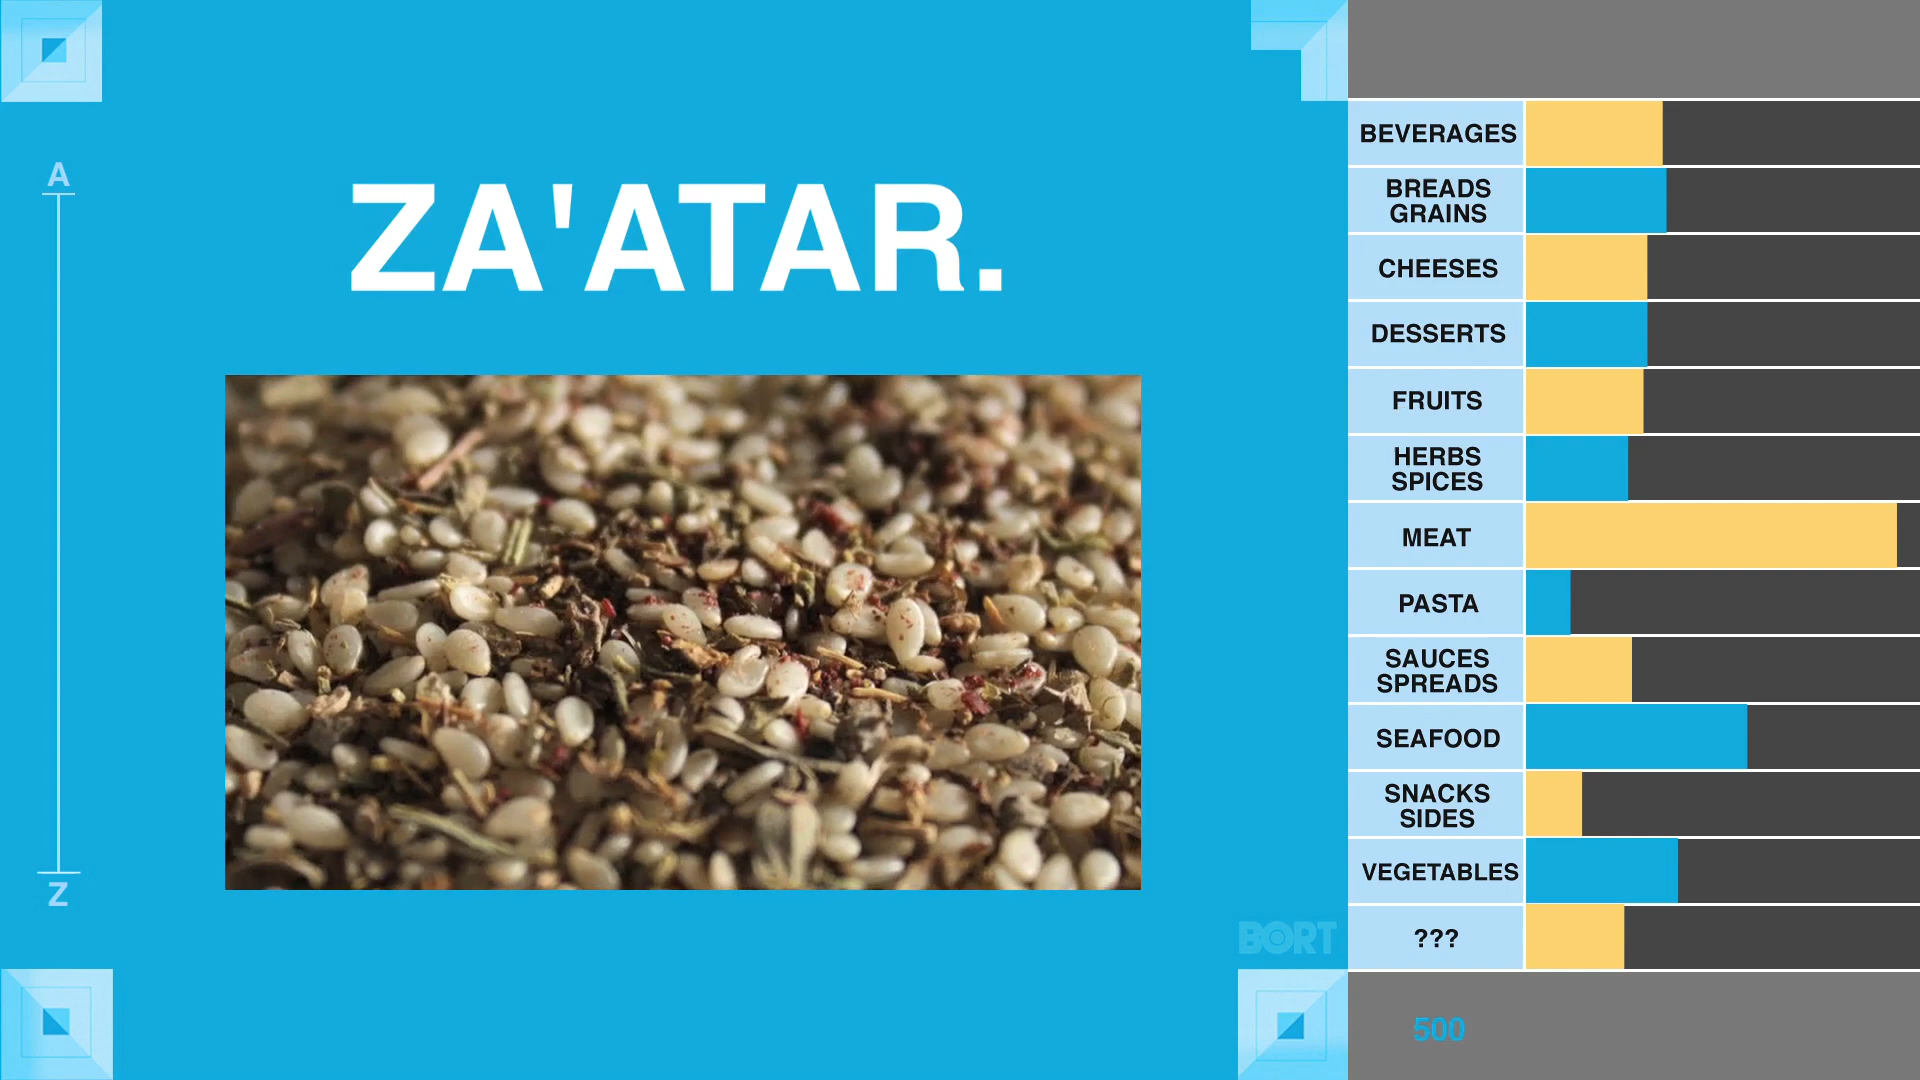 A
ZA'ATAR.
Z
BORT
BEVERAGES
BREADS
GRAINS
CHEESES
DESSERTS
FRUITS
HERBS
SPICES
MEAT
PASTA
SAUCES
SPREADS
SEAFOOD
SNACKS
SIDES
VEGETABLES
???
500